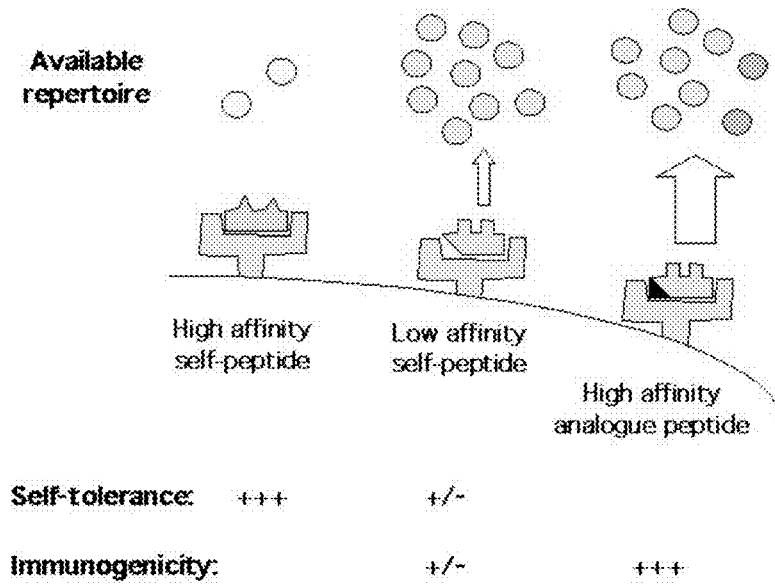 Available
repertoire
High affinity
self-peptide
Low affinity
self-peptide
High affinity
analogue peptide
Self-tolerance: +++ +/-
Immunogenicity: +/- +++